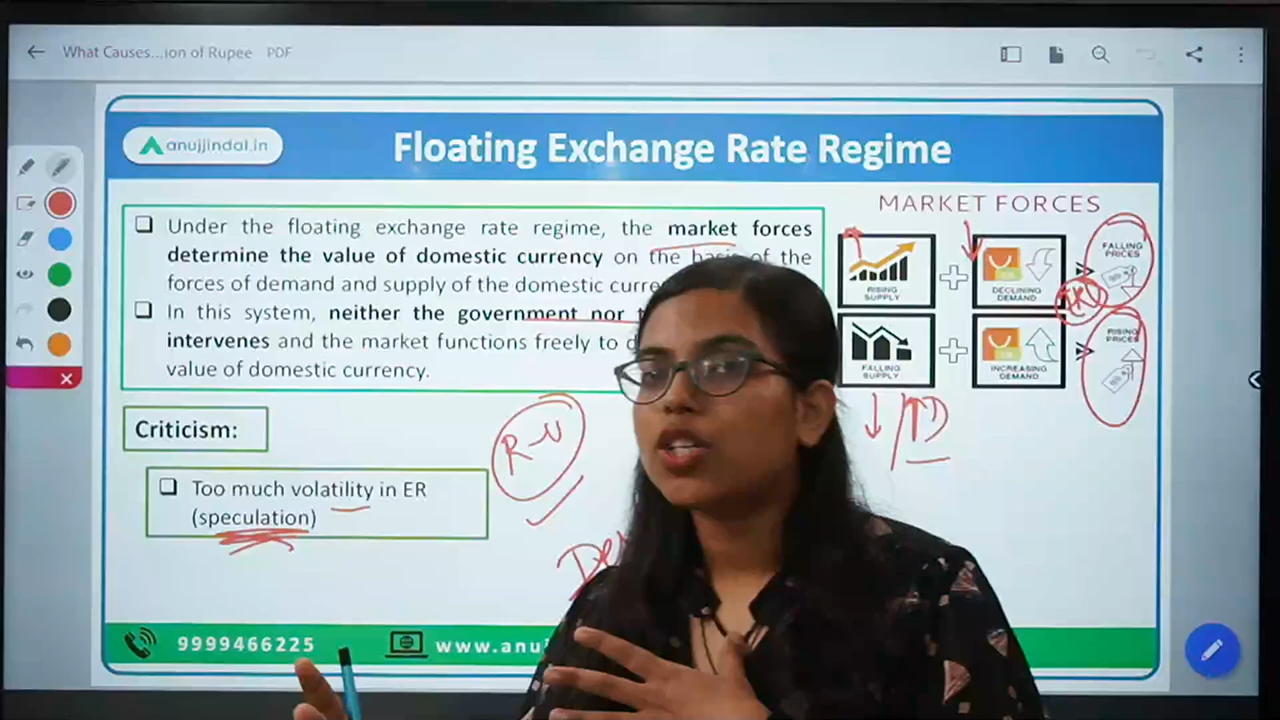 What Causes...ion of Rupee PDF
anujjindal.in
Floating Exchange Rate Regime
Under the floating exchange rate regime, the market forces
determine the value of domestic currency on the basis of the
forces of demand and supply of the domestic
In this system, neither the government nor
intervenes and the market functions freely to
value of domestic currency.
MARKET FORCES
RISING
SUPPLY
DECLINING
DEMAND
FALLING
PRICES
FALLING
SUPPLY
INCREASING
DEMAND
RISING
PRICES
D
Criticism:
Too much volatility in ER
(speculation)
R-U
9999466225
www.anu